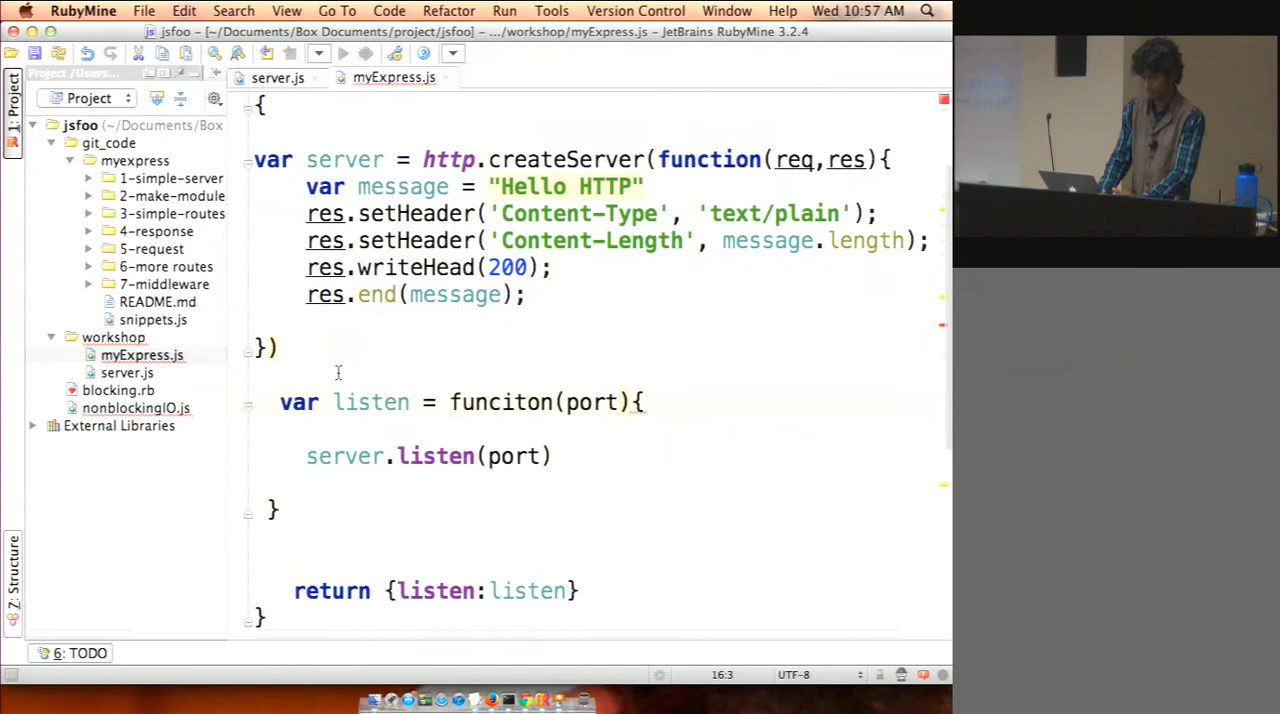 RubyMine File Edit Search View Go To Code Refactor Run Tools Version Control Window Help Wed 10:57 AM
jsfoo - [~/Documents/Box Documents/project/jsfoo] - .../workshop/myExpress.js - JetBrains RubyMine 3.2.4
1: Project
Project /Users...
server.js
myExpress.js
Project
jsfoo (~/Documents/Box
git_code
myexpress
1-simple-server
2-make-module
3-simple-routes
4-response
5-request
6-more routes
7-middleware
README.md
snippets.js
workshop
myExpress.js
server.js
blocking.rb
nonblockingIO.js
External Libraries
{
var server = http.createServer(function(req,res){
var message = "Hello HTTP"
res.setHeader('Content-Type', 'text/plain');
res.setHeader('Content-Length', message.length);
res.writeHead(200);
res.end(message);
})
var listen = funciton(port){
server.listen(port)
}
return {listen:listen}
}
7: Structure
6: TODO
16:3
UTF-8